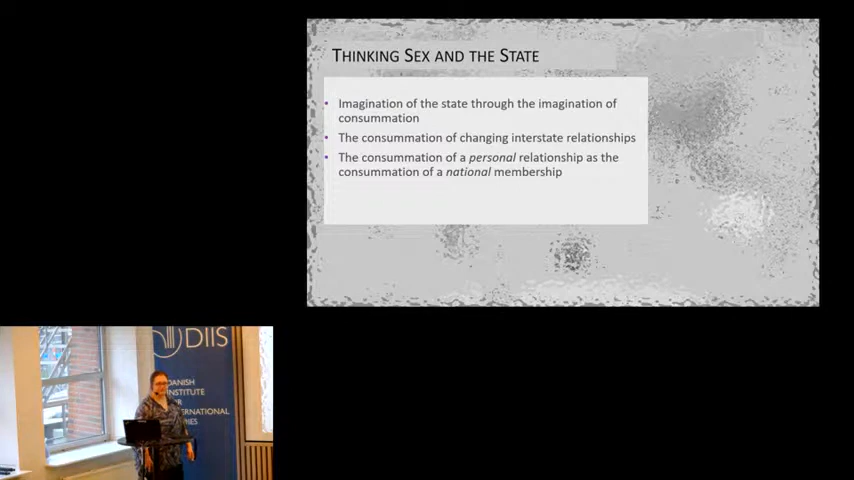 THINKING SEX AND THE STATE
• Imagination of the state through the imagination of
consummation
• The consummation of changing interstate relationships
• The consummation of a personal relationship as the
consummation of a national membership
DIIS
DANISH
INSTITUTE
FOR
INTERNATIONAL
STUDIES